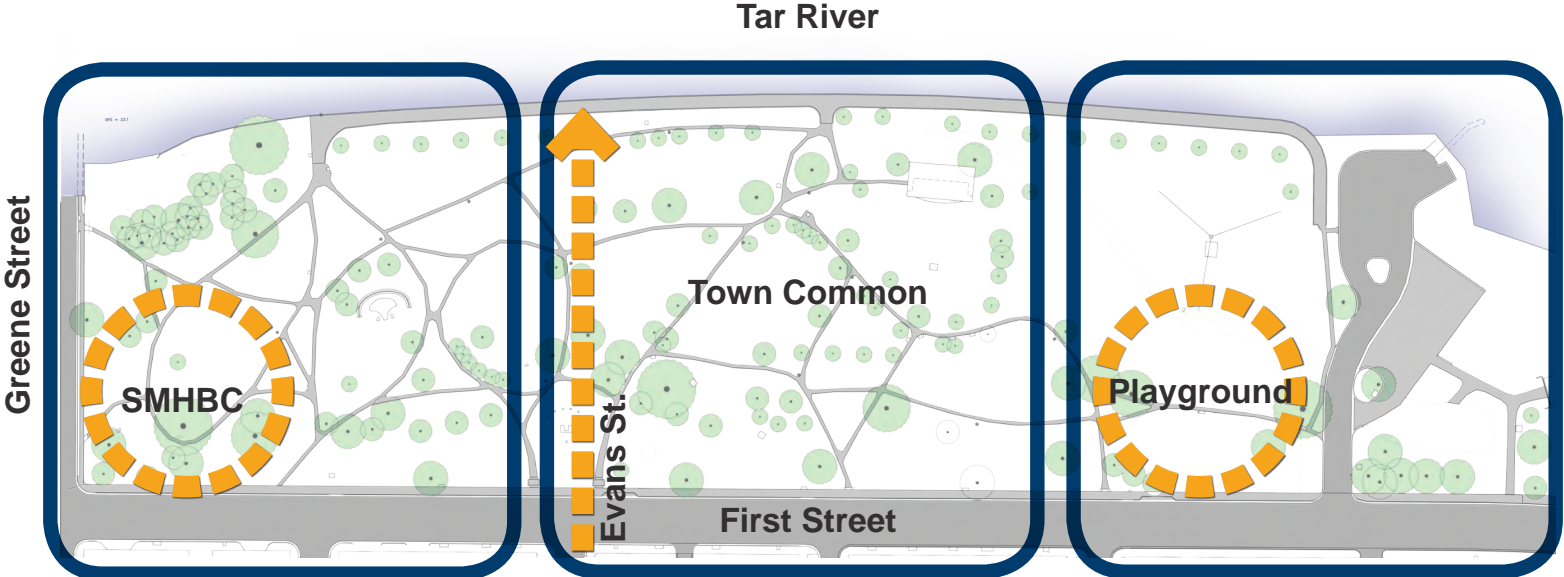 Tar River
Greene Street
Town Common
SMHBC
Playground
Evans St.
First Street